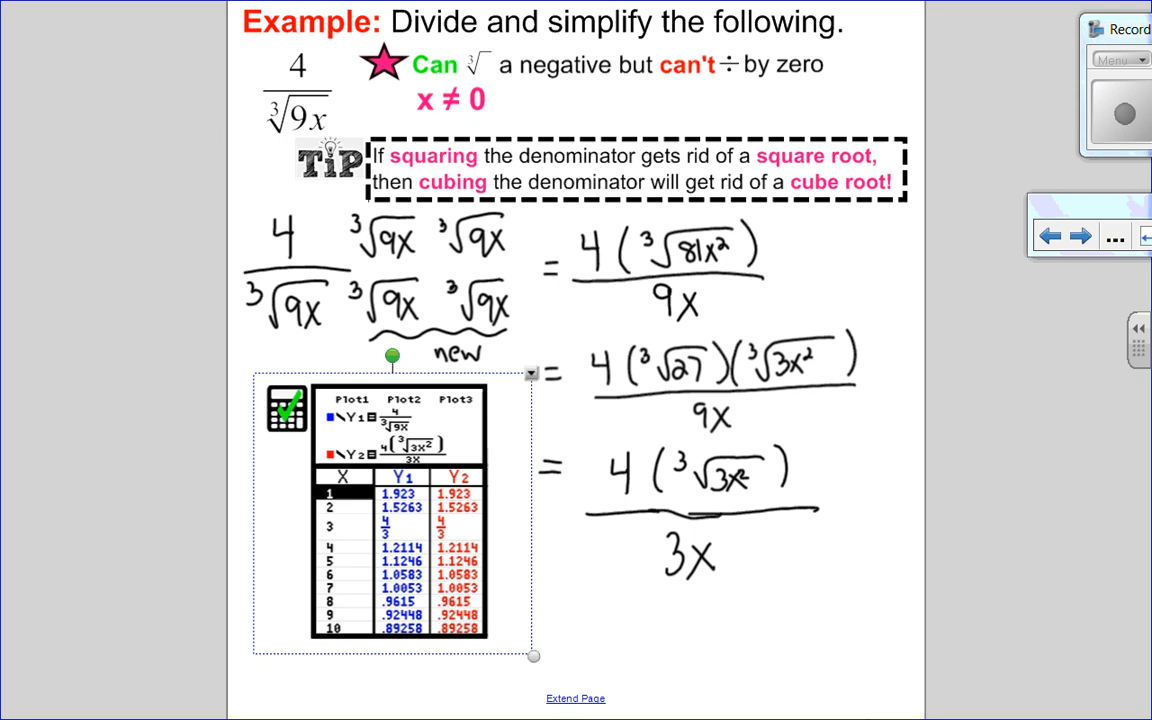 Example: Divide and simplify the following.
4 / ∛9x
Can ∛ a negative but can't ÷ by zero
x ≠ 0
Record
Menu
TiP
If squaring the denominator gets rid of a square root,
then cubing the denominator will get rid of a cube root!
4 ∛9x ∛9x / ∛9x ∛9x ∛9x = 4(∛81x²) / 9x
new
= 4(∛27)(∛3x²) / 9x
= 4(∛3x²) / 3x
Plot1 Plot2 Plot3
\Y1=4/∛9X
\Y2=4(∛3X²)/3X
X Y1 Y2
1 1.923 1.923
2 1.5263 1.5263
3 4/3 4/3
4 1.2114 1.2114
5 1.1246 1.1246
6 1.0583 1.0583
7 1.0053 1.0053
8 .9615 .9615
9 .92448 .92448
10 .89258 .89258
...
Extend Page